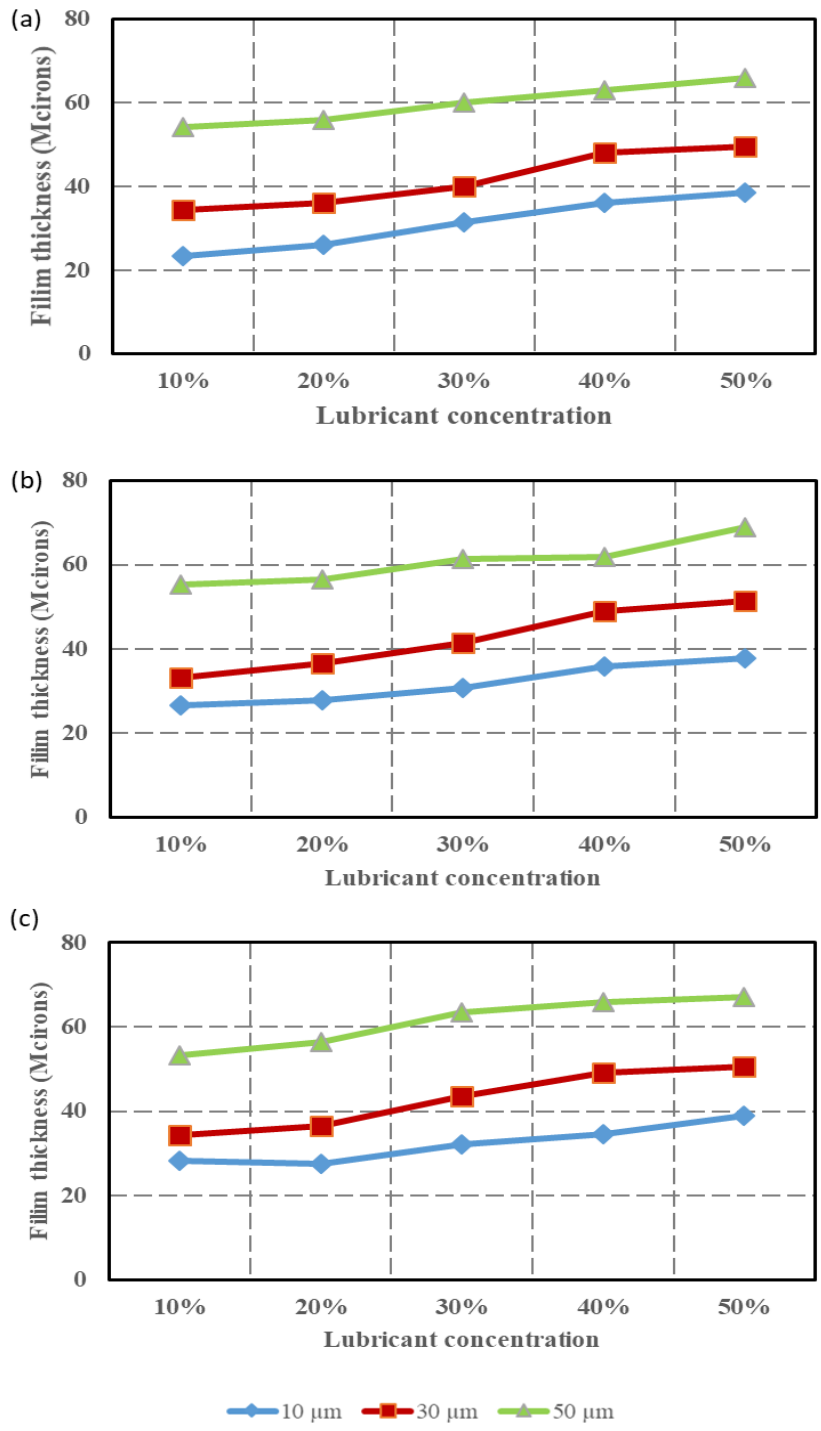 (a)
80
60
40
20
0
Filim thickness (Mcirons)
10% 20% 30% 40% 50%
Lubricant concentration
(b)
80
60
40
20
0
Filim thickness (Mcirons)
10% 20% 30% 40% 50%
Lubricant concentration
(c)
80
60
40
20
0
Filim thickness (Mcirons)
10% 20% 30% 40% 50%
Lubricant concentration
10 μm 30 μm 50 μm